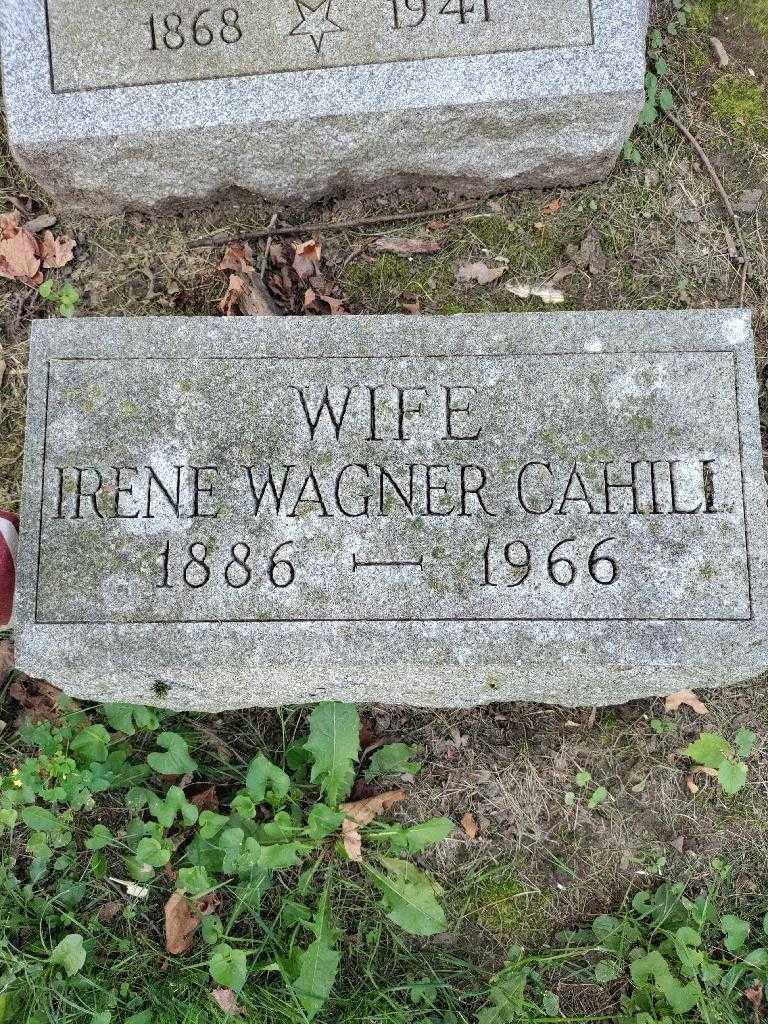 1868 1941
WIFE
IRENE WAGNER CAHILL
1886 — 1966